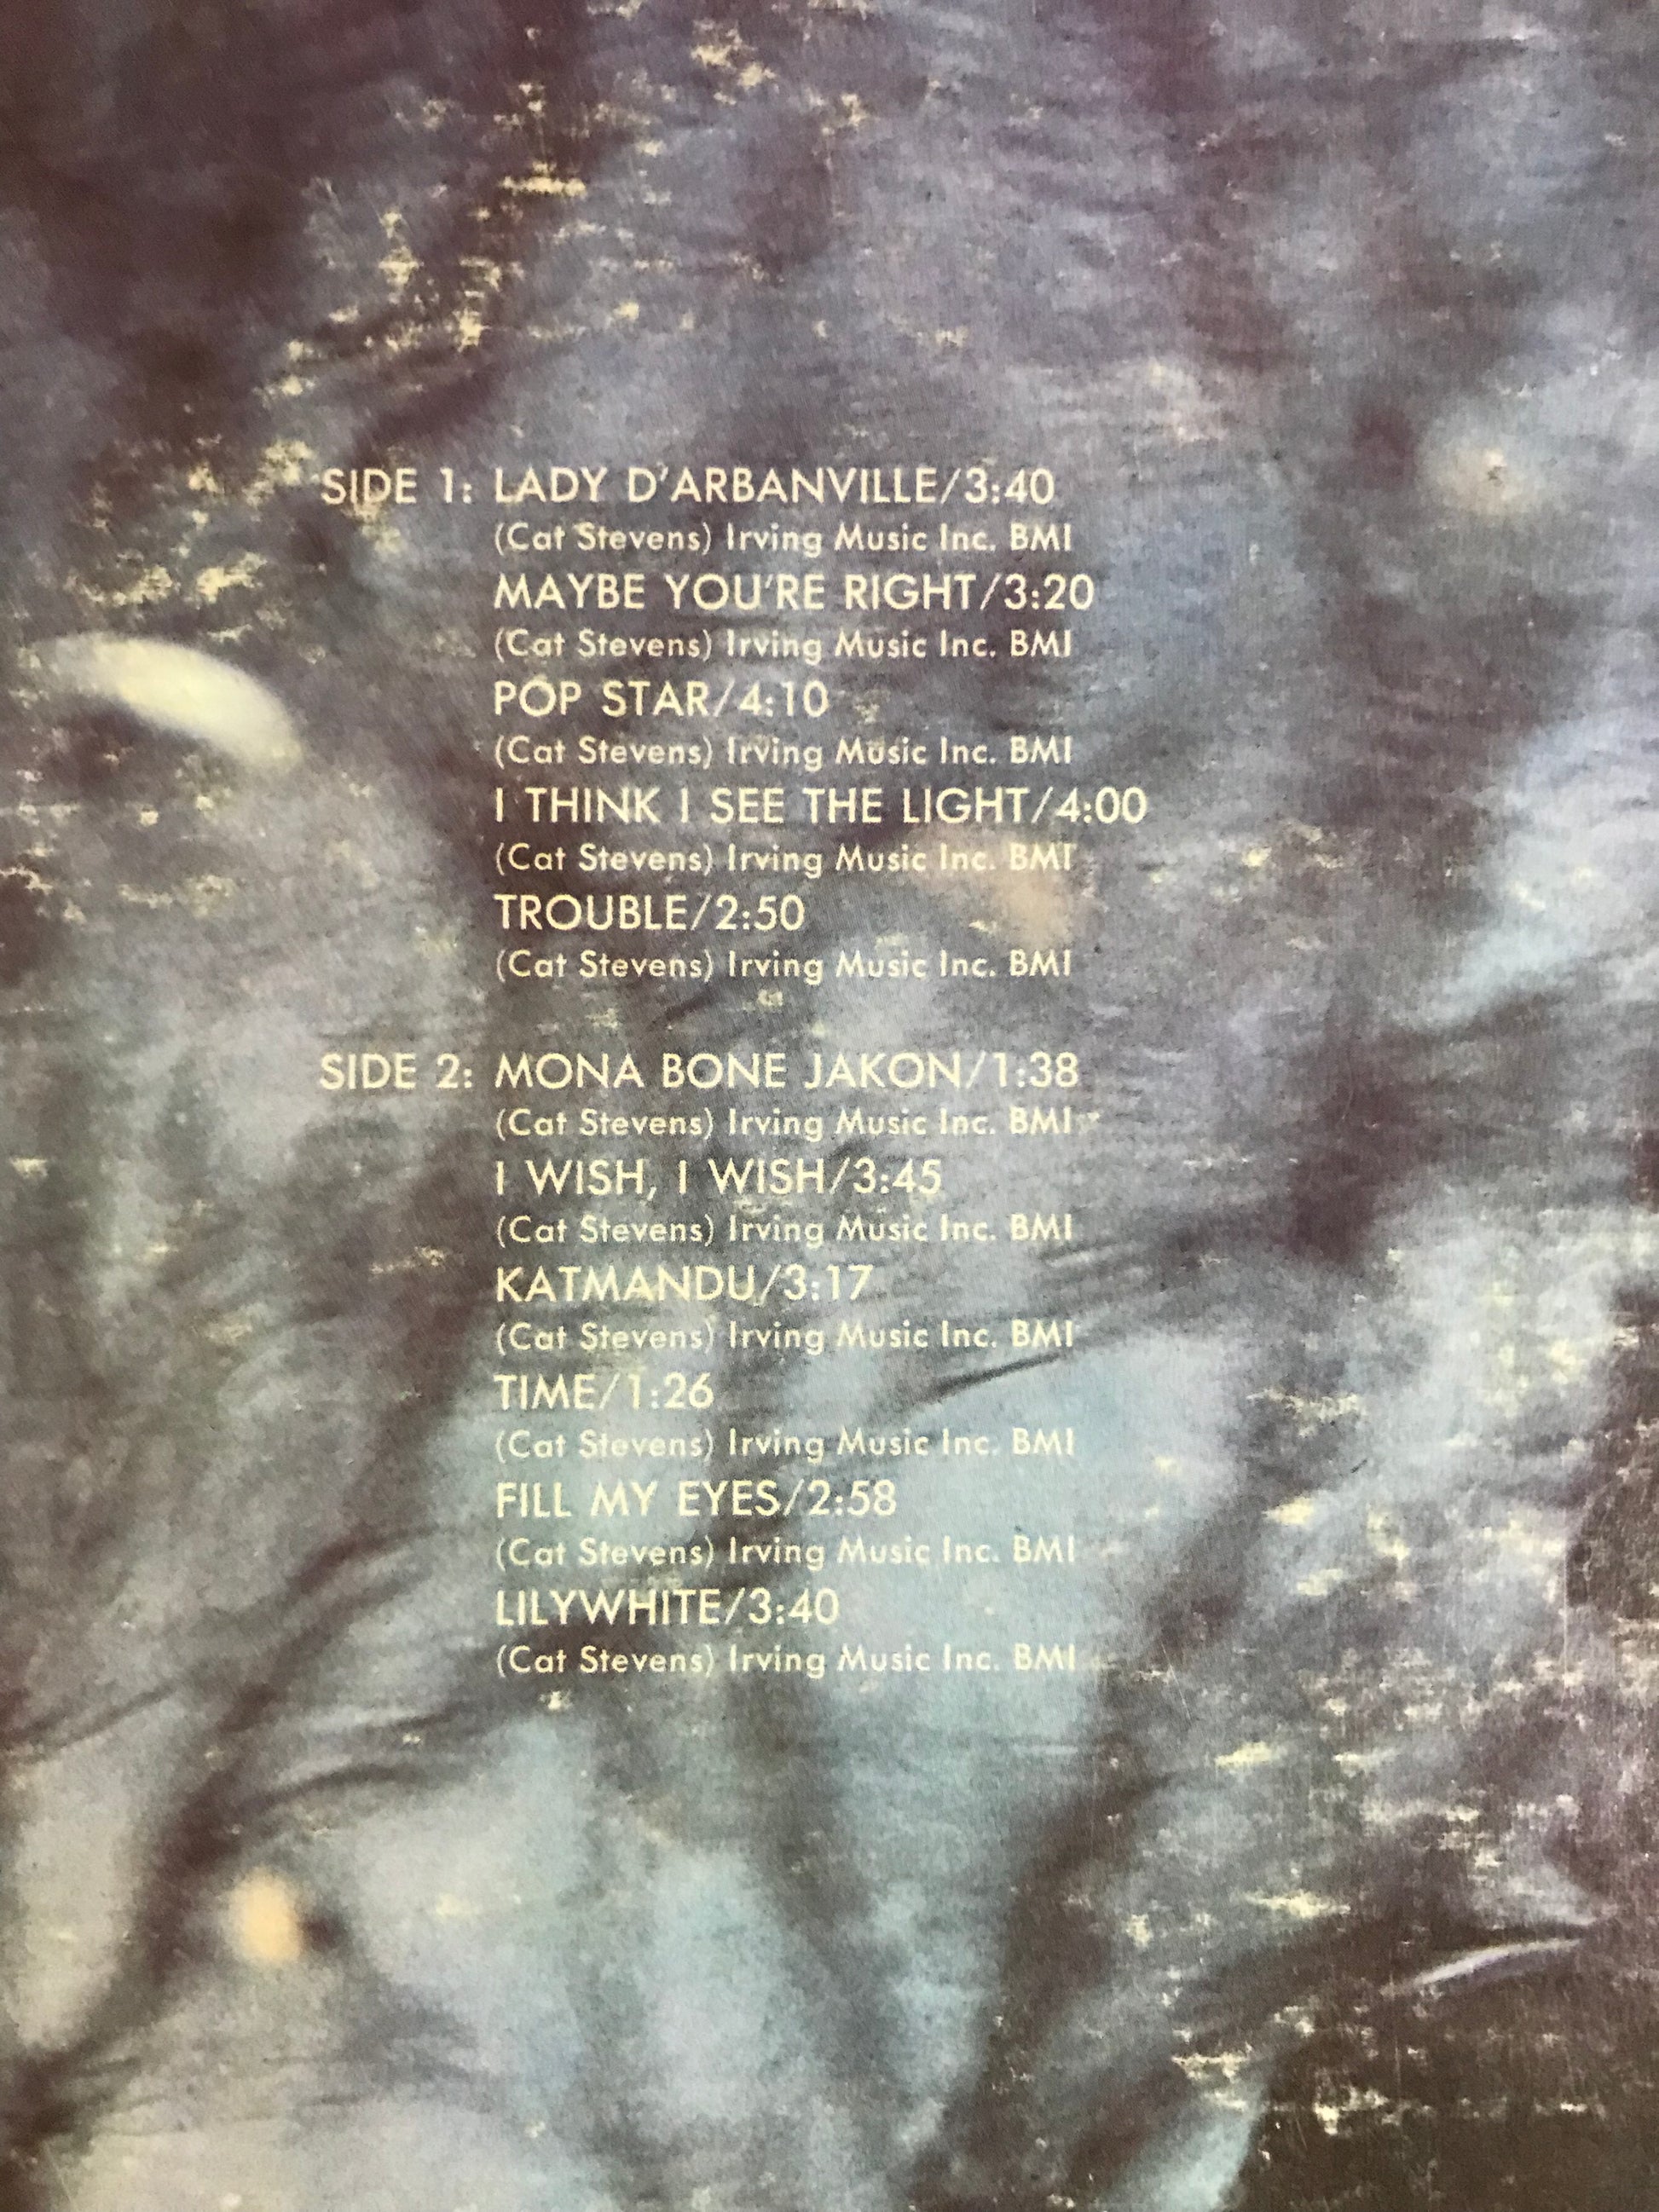 SIDE 1: LADY D'ARBANVILLE/3:40
(Cat Stevens) Irving Music Inc. BMI
MAYBE YOU'RE RIGHT/3:20
(Cat Stevens) Irving Music Inc. BMI
POP STAR/4:10
(Cat Stevens) Irving Music Inc. BMI
I THINK I SEE THE LIGHT/4:00
(Cat Stevens) Irving Music Inc. BMI
TROUBLE/2:50
(Cat Stevens) Irving Music Inc. BMI
SIDE 2: MONA BONE JAKON/1:38
(Cat Stevens) Irving Music Inc. BMI
I WISH, I WISH/3:45
(Cat Stevens) Irving Music Inc. BMI
KATMANDU/3:17
(Cat Stevens) Irving Music Inc. BMI
TIME/1:26
(Cat Stevens) Irving Music Inc. BMI
FILL MY EYES/2:58
(Cat Stevens) Irving Music Inc. BMI
LILYWHITE/3:40
(Cat Stevens) Irving Music Inc. BMI